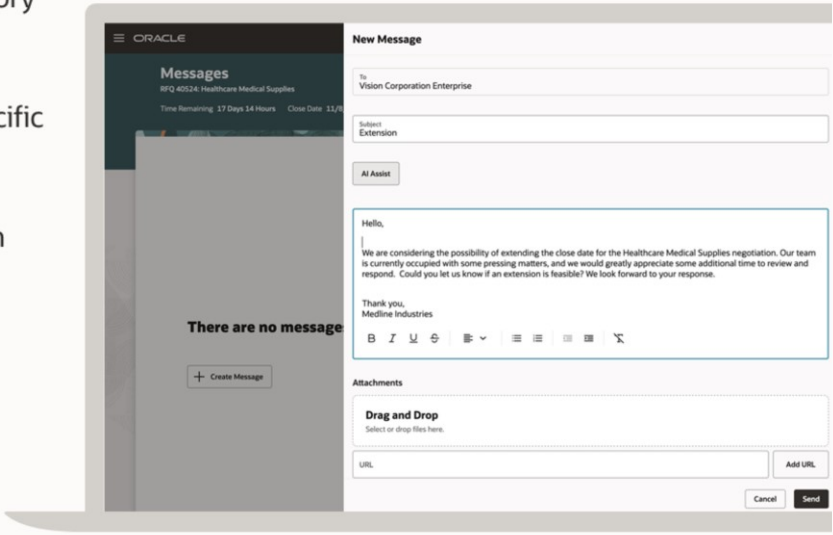 ORACLE
Messages
RFQ 40524: Healthcare Medical Supplies
Time Remaining 17 Days 14 Hours Close Date
There are no message
+ Create Message
New Message
To
Vision Corporation Enterprise
Subject
Extension
AI Assist
Hello,
We are considering the possibility of extending the close date for the Healthcare Medical Supplies negotiation. Our team
is currently occupied with some pressing matters, and we would greatly appreciate some additional time to review and
respond. Could you let us know if an extension is feasible? We look forward to your response.
Thank you,
Medline Industries
B I U S
Attachments
Drag and Drop
Select or drop files here.
URL
Add URL
Cancel
Send